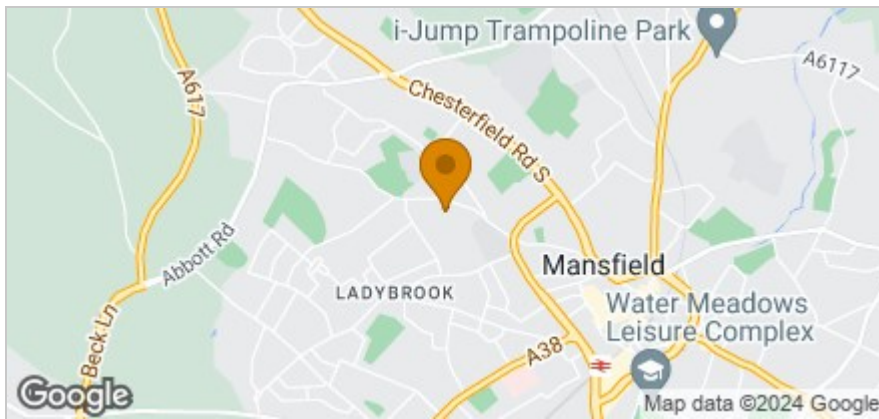 i-Jump Trampoline Park
A6117
A617
Chesterfield Rd S
Abbott Rd
Mansfield
LADYBROOK
Water Meadows
Leisure Complex
Beck Ln
A38
Google
Map data ©2024 Google